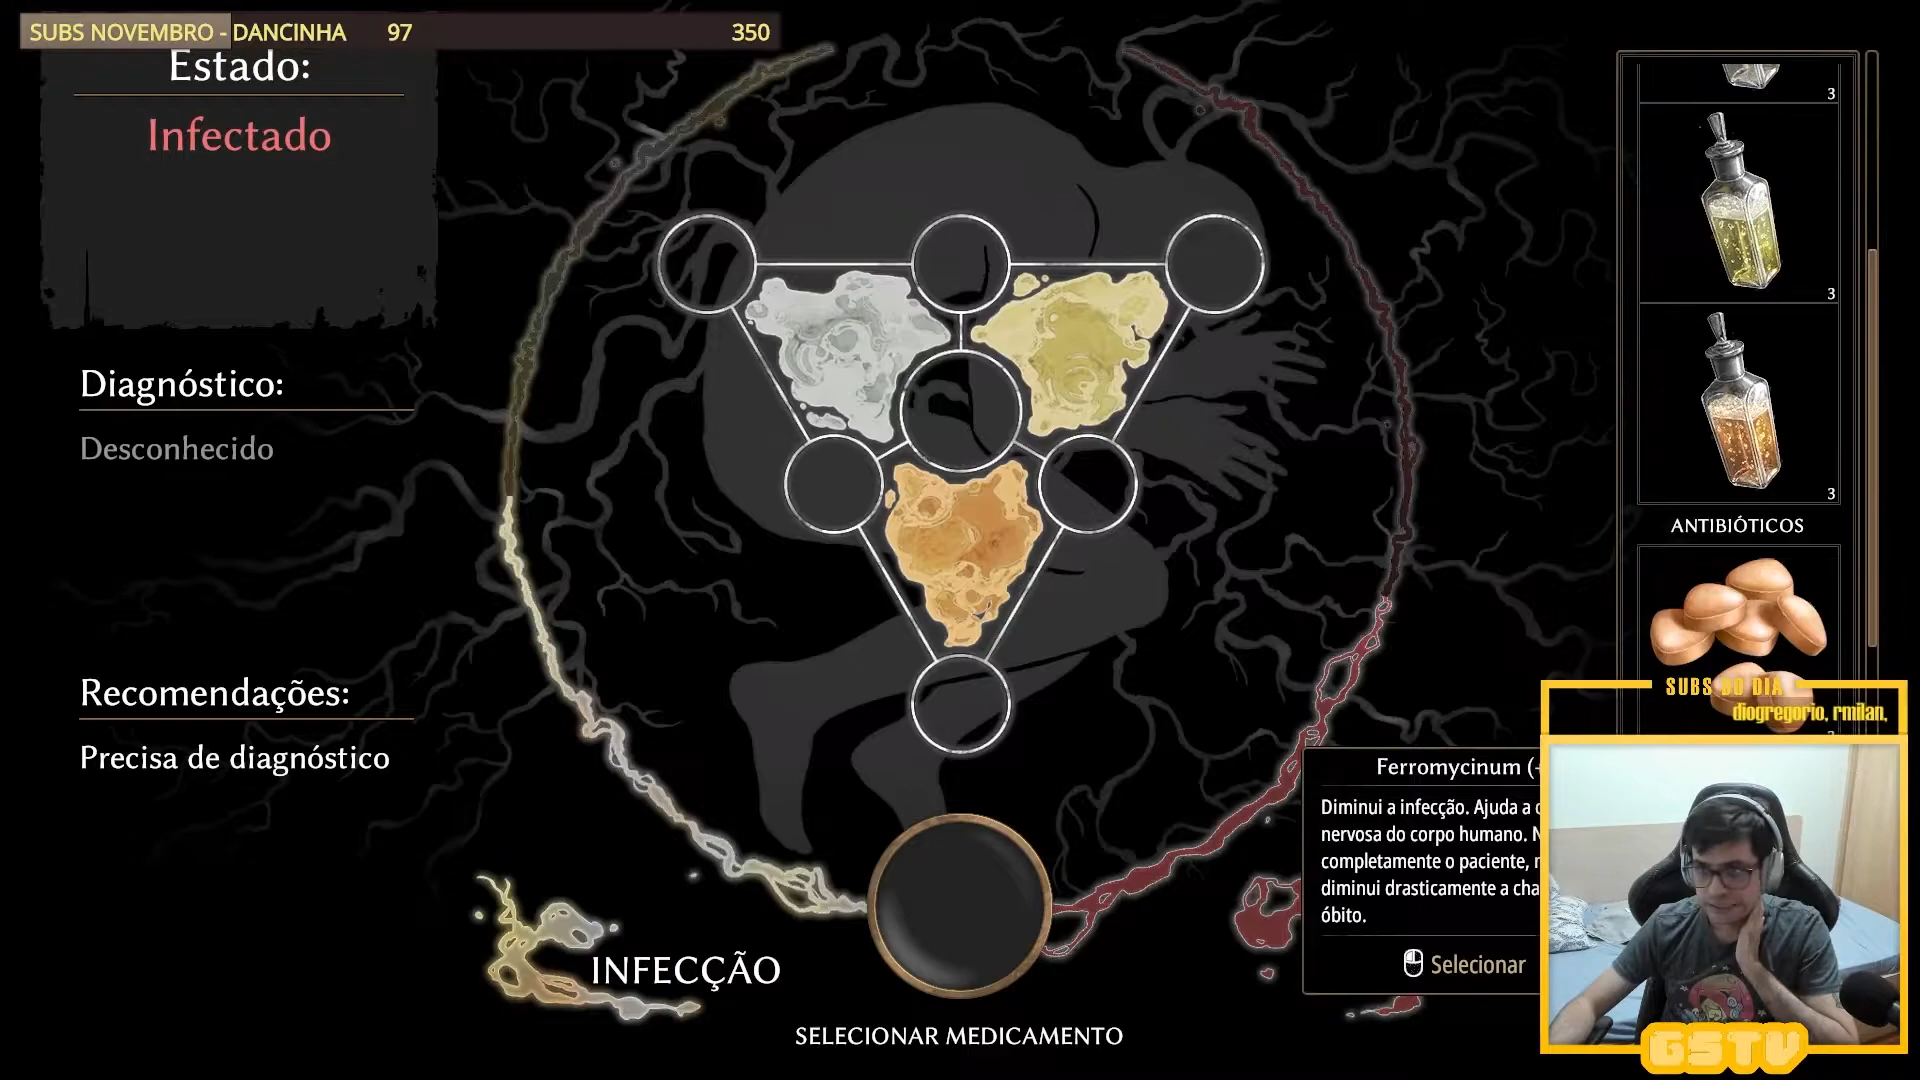 SUBS NOVEMBRO - DANCINHA 97 350
Estado:
Infectado
Diagnóstico:
Desconhecido
Recomendações:
Precisa de diagnóstico
INFECÇÃO
SELECIONAR MEDICAMENTO
3
3
3
ANTIBIÓTICOS
SUBS DO DIA
diogregorio, rmilan,
Ferromycinum (-
Diminui a infecção. Ajuda a
nervosa do corpo humano.
completamente o paciente,
diminui drasticamente a
óbito.
Selecionar
GSTV